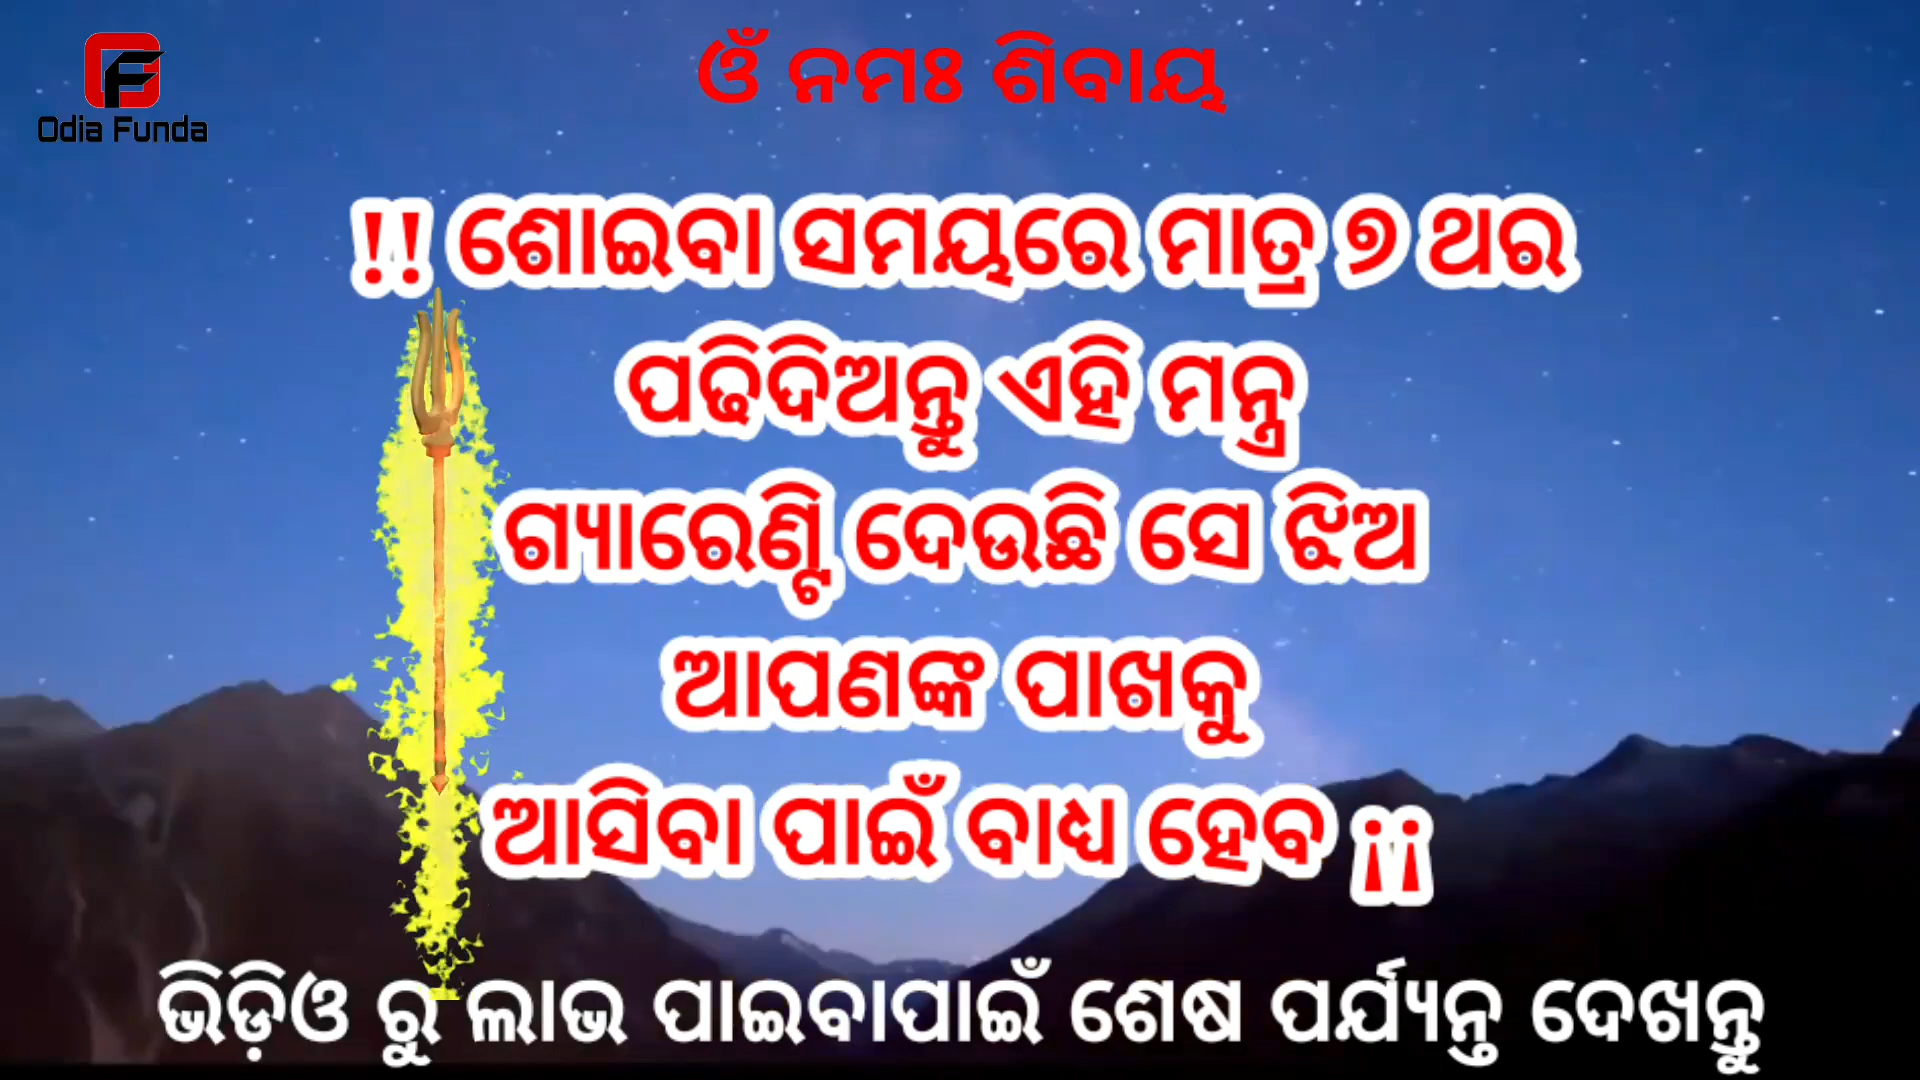 Odia Funda
ଓଁ ନମଃ ଶିବାୟ
!! ଶୋଇବା ସମୟରେ ମାତ୍ର ୭ ଥର
ପଢିଦିଅନ୍ତୁ ଏହି ମନ୍ତ୍ର
ଗ୍ୟାରେଣ୍ଟି ଦେଉଛି ସେ ଝିଅ
ଆପଣଙ୍କ ପାଖକୁ
ଆସିବା ପାଇଁ ବାଧ୍ୟ ହେବ ¡¡
ଭିଡ଼ିଓ ରୁ ଲାଭ ପାଇବାପାଇଁ ଶେଷ ପର୍ଯ୍ୟନ୍ତ ଦେଖନ୍ତୁ